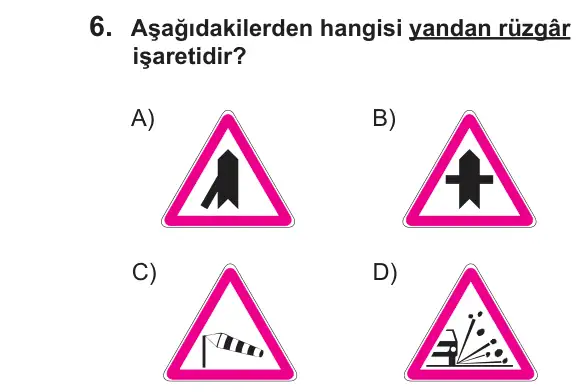 6. Aşağıdakilerden hangisi yandan rüzgâr
işaretidir?
A)
B)
C)
D)